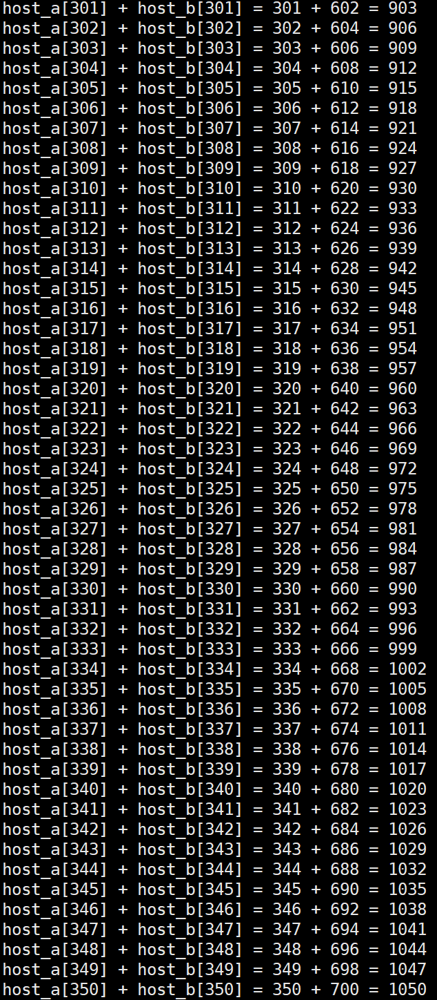 host_a[301] + host_b[301] = 301 + 602 = 903
host_a[302] + host_b[302] = 302 + 604 = 906
host_a[303] + host_b[303] = 303 + 606 = 909
host_a[304] + host_b[304] = 304 + 608 = 912
host_a[305] + host_b[305] = 305 + 610 = 915
host_a[306] + host_b[306] = 306 + 612 = 918
host_a[307] + host_b[307] = 307 + 614 = 921
host_a[308] + host_b[308] = 308 + 616 = 924
host_a[309] + host_b[309] = 309 + 618 = 927
host_a[310] + host_b[310] = 310 + 620 = 930
host_a[311] + host_b[311] = 311 + 622 = 933
host_a[312] + host_b[312] = 312 + 624 = 936
host_a[313] + host_b[313] = 313 + 626 = 939
host_a[314] + host_b[314] = 314 + 628 = 942
host_a[315] + host_b[315] = 315 + 630 = 945
host_a[316] + host_b[316] = 316 + 632 = 948
host_a[317] + host_b[317] = 317 + 634 = 951
host_a[318] + host_b[318] = 318 + 636 = 954
host_a[319] + host_b[319] = 319 + 638 = 957
host_a[320] + host_b[320] = 320 + 640 = 960
host_a[321] + host_b[321] = 321 + 642 = 963
host_a[322] + host_b[322] = 322 + 644 = 966
host_a[323] + host_b[323] = 323 + 646 = 969
host_a[324] + host_b[324] = 324 + 648 = 972
host_a[325] + host_b[325] = 325 + 650 = 975
host_a[326] + host_b[326] = 326 + 652 = 978
host_a[327] + host_b[327] = 327 + 654 = 981
host_a[328] + host_b[328] = 328 + 656 = 984
host_a[329] + host_b[329] = 329 + 658 = 987
host_a[330] + host_b[330] = 330 + 660 = 990
host_a[331] + host_b[331] = 331 + 662 = 993
host_a[332] + host_b[332] = 332 + 664 = 996
host_a[333] + host_b[333] = 333 + 666 = 999
host_a[334] + host_b[334] = 334 + 668 = 1002
host_a[335] + host_b[335] = 335 + 670 = 1005
host_a[336] + host_b[336] = 336 + 672 = 1008
host_a[337] + host_b[337] = 337 + 674 = 1011
host_a[338] + host_b[338] = 338 + 676 = 1014
host_a[339] + host_b[339] = 339 + 678 = 1017
host_a[340] + host_b[340] = 340 + 680 = 1020
host_a[341] + host_b[341] = 341 + 682 = 1023
host_a[342] + host_b[342] = 342 + 684 = 1026
host_a[343] + host_b[343] = 343 + 686 = 1029
host_a[344] + host_b[344] = 344 + 688 = 1032
host_a[345] + host_b[345] = 345 + 690 = 1035
host_a[346] + host_b[346] = 346 + 692 = 1038
host_a[347] + host_b[347] = 347 + 694 = 1041
host_a[348] + host_b[348] = 348 + 696 = 1044
host_a[349] + host_b[349] = 349 + 698 = 1047
host_a[350] + host_b[350] = 350 + 700 = 1050